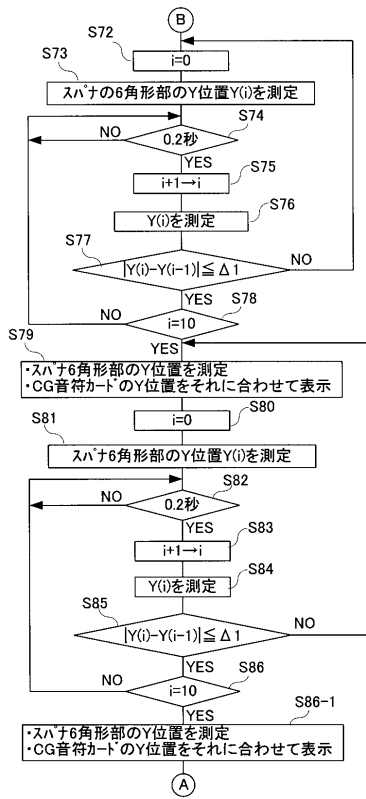 B
S72
i=0
S73
スパナの6角形部のY位置Y(i)を測定
S74
NO
0.2秒
YES
S75
i+1→i
S76
Y(i)を測定
S77
NO
|Y(i)-Y(i-1)|≦Δ1
YES
S78
NO
i=10
S79
YES
・スパナ6角形部のY位置を測定
・CG音符カードのY位置をそれに合わせて表示
S80
i=0
S81
スパナ6角形部のY位置Y(i)を測定
S82
NO
0.2秒
YES
S83
i+1→i
S84
Y(i)を測定
S85
NO
|Y(i)-Y(i-1)|≦Δ1
YES
S86
NO
i=10
YES
S86-1
・スパナ6角形部のY位置を測定
・CG音符カードのY位置をそれに合わせて表示
A